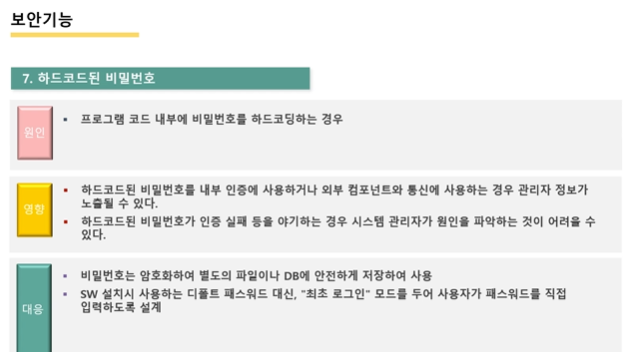 보안기능
7. 하드코드된 비밀번호
원인
▪ 프로그램 코드 내부에 비밀번호를 하드코딩하는 경우
영향
▪ 하드코드된 비밀번호를 내부 인증에 사용하거나 외부 컴포넌트와 통신에 사용하는 경우 관리자 정보가
노출될 수 있다.
▪ 하드코드된 비밀번호가 인증 실패 등을 야기하는 경우 시스템 관리자가 원인을 파악하는 것이 어려울 수
있다.
대응
▪ 비밀번호는 암호화하여 별도의 파일이나 DB에 안전하게 저장하여 사용
▪ SW 설치시 사용하는 디폴트 패스워드 대신, "최초 로그인" 모드를 두어 사용자가 패스워드를 직접
입력하도록 설계